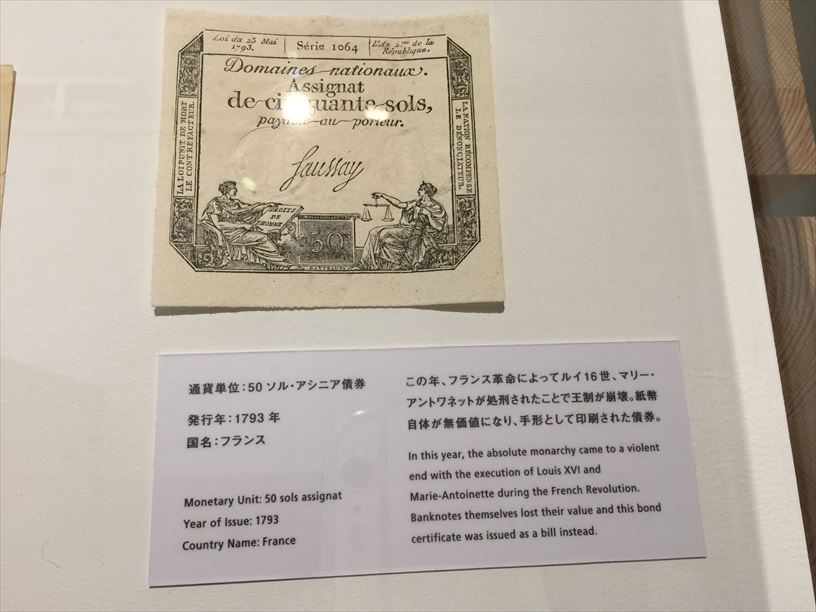 Loi du 23 Mai
1793.
Série 1064
L'An 2.me de la
République.
Domaines nationaux.
Assignat
de cinquante sols,
payable au porteur.
Saussay
LA LOI PUNIT DE MORT
LE CONTREFACTEUR.
LA NATION RÉCOMPENSE
LE DÉNONCIATEUR.
DROITS
DE
L'HOMME
50
GATTEAUX
通貨単位:50 ソル・アシニア債券
発行年:1793 年
国名:フランス
Monetary Unit: 50 sols assignat
Year of Issue: 1793
Country Name: France
この年、フランス革命によってルイ16世、マリー・
アントワネットが処刑されたことで王制が崩壊。紙幣
自体が無価値になり、手形として印刷された債券。
In this year, the absolute monarchy came to a violent
end with the execution of Louis XVI and
Marie-Antoinette during the French Revolution.
Banknotes themselves lost their value and this bond
certificate was issued as a bill instead.